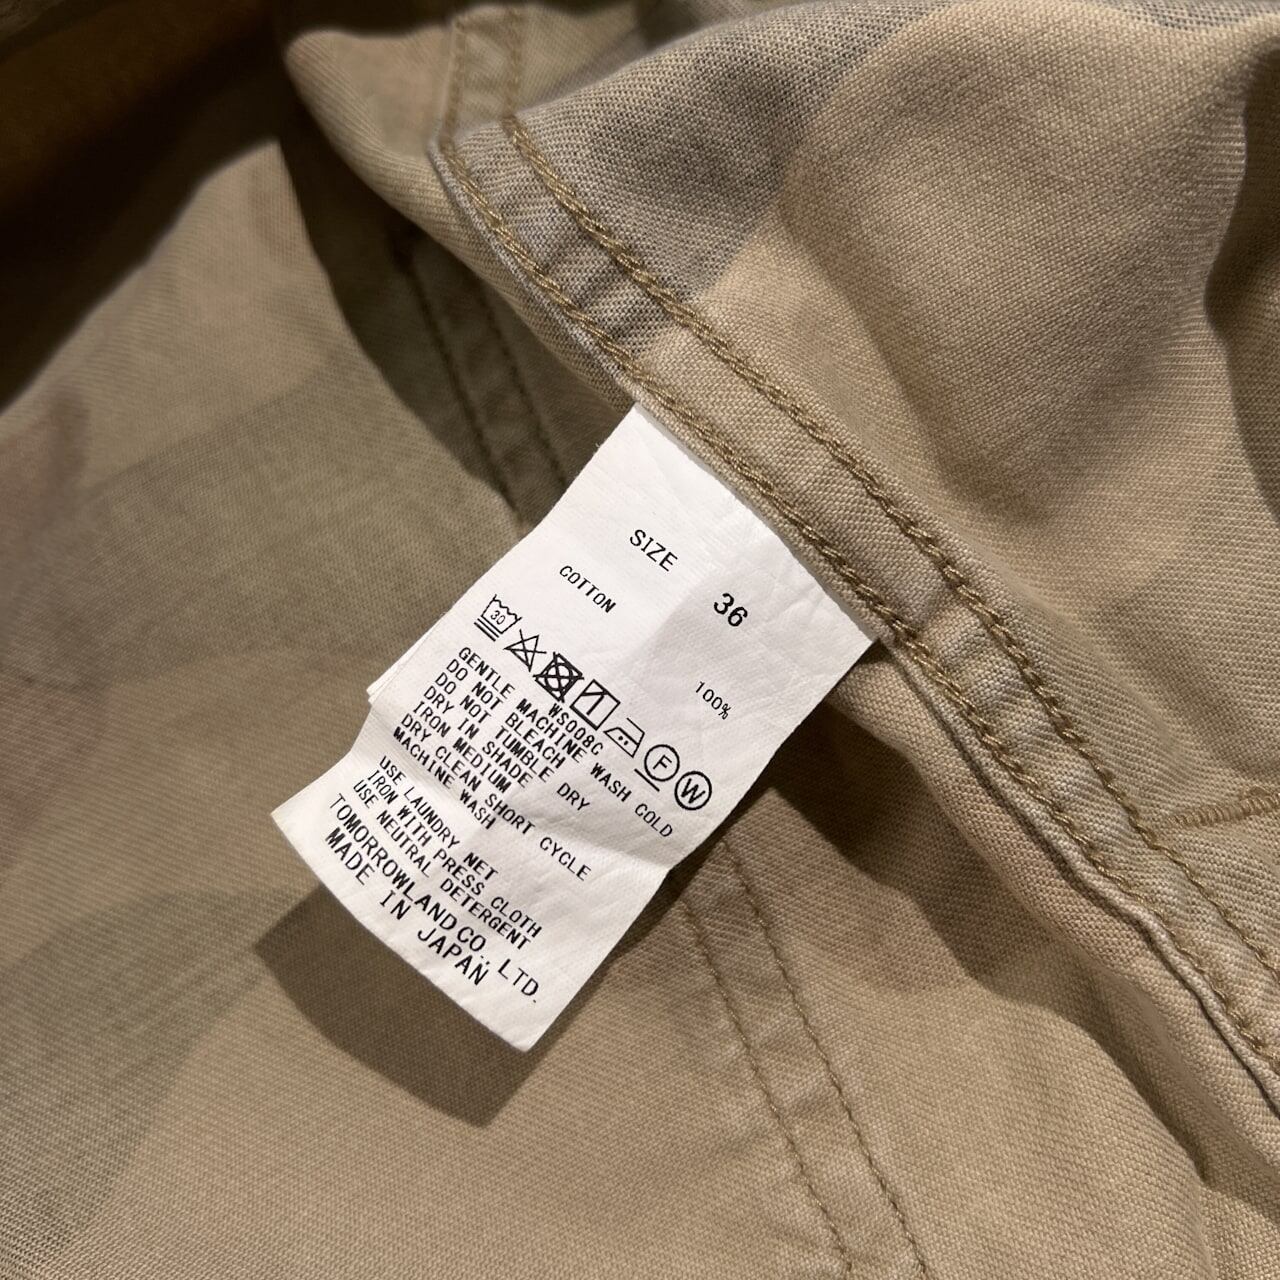 SIZE 36
COTTON 100%
30 F W
WS008C
GENTLE MACHINE WASH COLD
DO NOT BLEACH
DO NOT TUMBLE DRY
DRY IN SHADE
IRON MEDIUM
DRY CLEAN SHORT CYCLE
MACHINE WASH
USE LAUNDRY NET
IRON WITH PRESS CLOTH
USE NEUTRAL DETERGENT
TOMORROWLAND CO., LTD.
MADE IN JAPAN